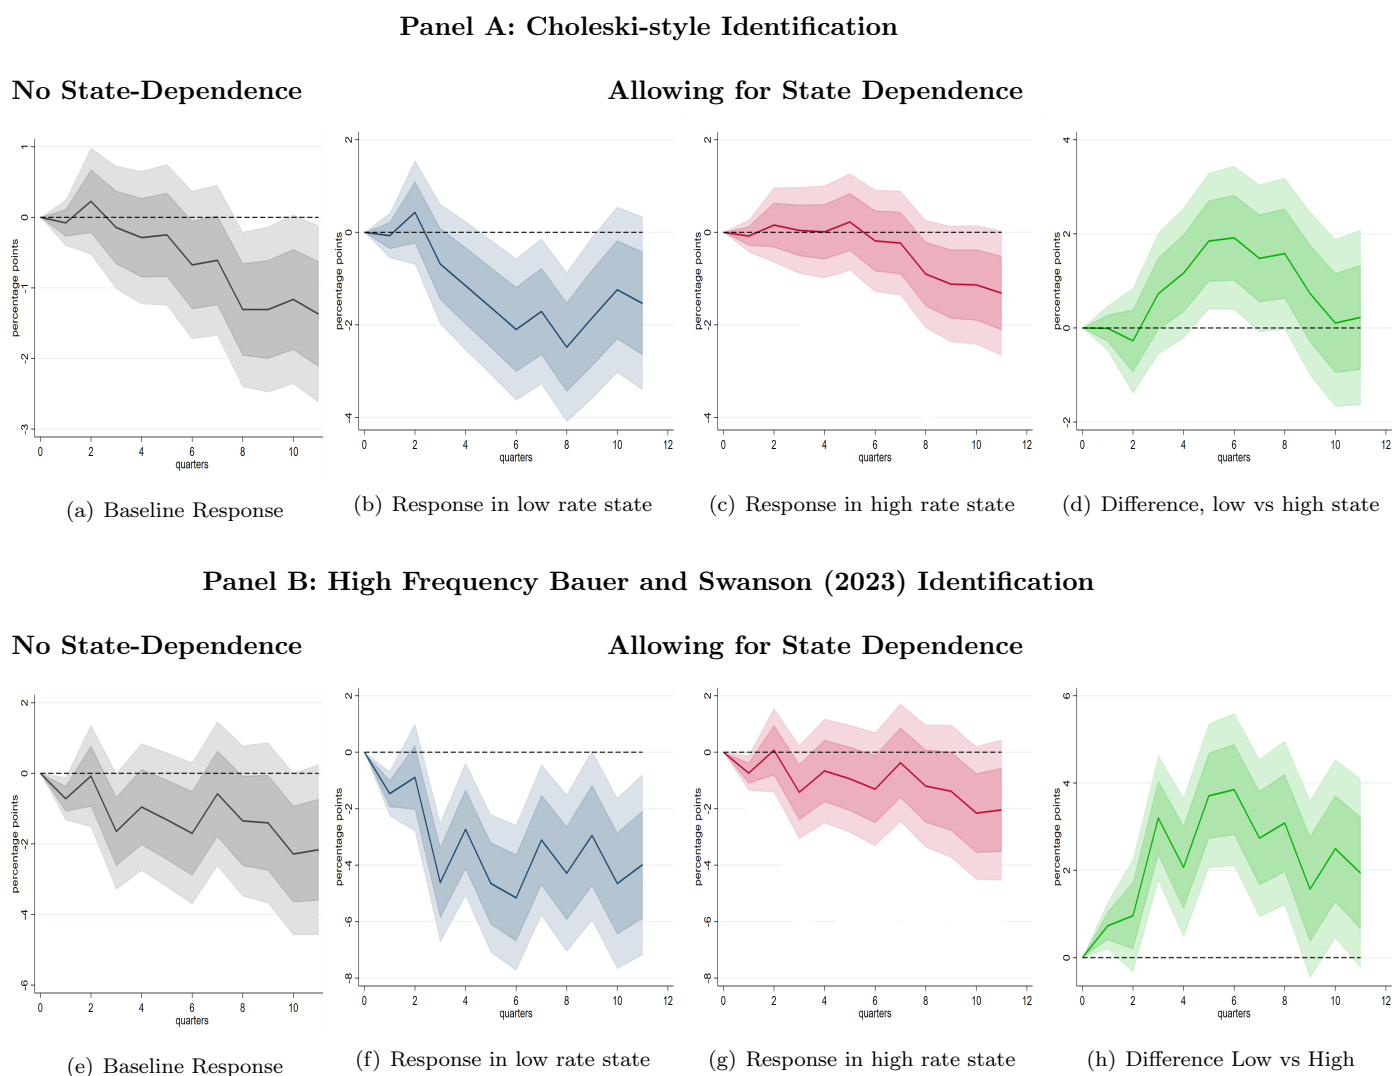 Panel A: Choleski-style Identification
No State-Dependence
Allowing for State Dependence
percentage points
1
0
-1
-2
-3
0 2 4 6 8 10
quarters
percentage points
2
0
-2
-4
0 2 4 6 8 10 12
quarters
percentage points
2
0
-2
-4
0 2 4 6 8 10 12
quarters
percentage points
4
2
0
-2
0 2 4 6 8 10 12
quarters
(a) Baseline Response
(b) Response in low rate state
(c) Response in high rate state
(d) Difference, low vs high state
Panel B: High Frequency Bauer and Swanson (2023) Identification
No State-Dependence
Allowing for State Dependence
percentage points
2
0
-2
-4
-6
0 2 4 6 8 10
quarters
percentage points
2
0
-2
-4
-6
-8
0 2 4 6 8 10 12
quarters
percentage points
2
0
-2
-4
-6
-8
0 2 4 6 8 10 12
quarters
percentage points
6
4
2
0
0 2 4 6 8 10 12
quarters
(e) Baseline Response
(f) Response in low rate state
(g) Response in high rate state
(h) Difference Low vs High